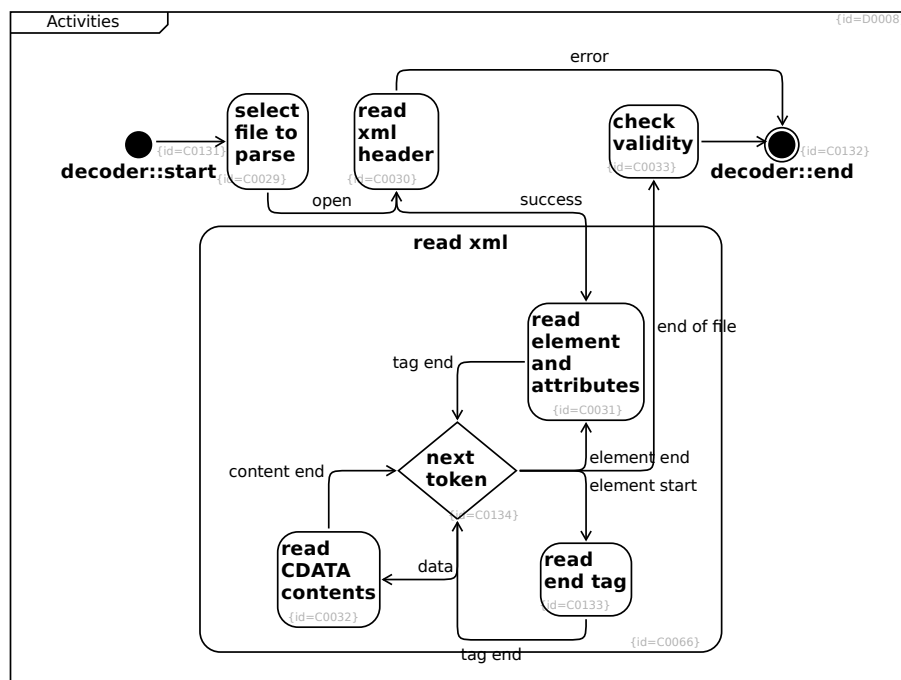 Activities
{id=D0008
error
select
file to
parse
{id=C0029}
read
xml
header
{id=C0030}
check
validity
{id=C0033}
{id=C0131}
decoder::start
{id=C0132}
decoder::end
open
success
read xml
read
element
and
attributes
{id=C0031}
end of file
tag end
next
token
{id=C0134}
element end
element start
content end
read
CDATA
contents
{id=C0032}
data
read
end tag
{id=C0133}
tag end
{id=C0066}